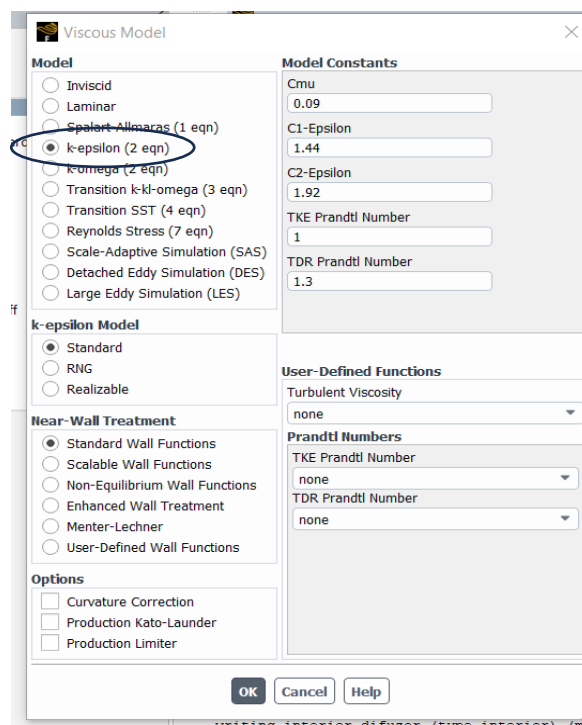 Viscous Model
Model
Inviscid
Laminar
Spalart-Allmaras (1 eqn)
k-epsilon (2 eqn)
k-omega (2 eqn)
Transition k-kl-omega (3 eqn)
Transition SST (4 eqn)
Reynolds Stress (7 eqn)
Scale-Adaptive Simulation (SAS)
Detached Eddy Simulation (DES)
Large Eddy Simulation (LES)
k-epsilon Model
Standard
RNG
Realizable
Near-Wall Treatment
Standard Wall Functions
Scalable Wall Functions
Non-Equilibrium Wall Functions
Enhanced Wall Treatment
Menter-Lechner
User-Defined Wall Functions
Options
Curvature Correction
Production Kato-Launder
Production Limiter
Model Constants
Cmu
0.09
C1-Epsilon
1.44
C2-Epsilon
1.92
TKE Prandtl Number
1
TDR Prandtl Number
1.3
User-Defined Functions
Turbulent Viscosity
none
Prandtl Numbers
TKE Prandtl Number
none
TDR Prandtl Number
none
OK Cancel Help
writing interior difuzer (type interior)